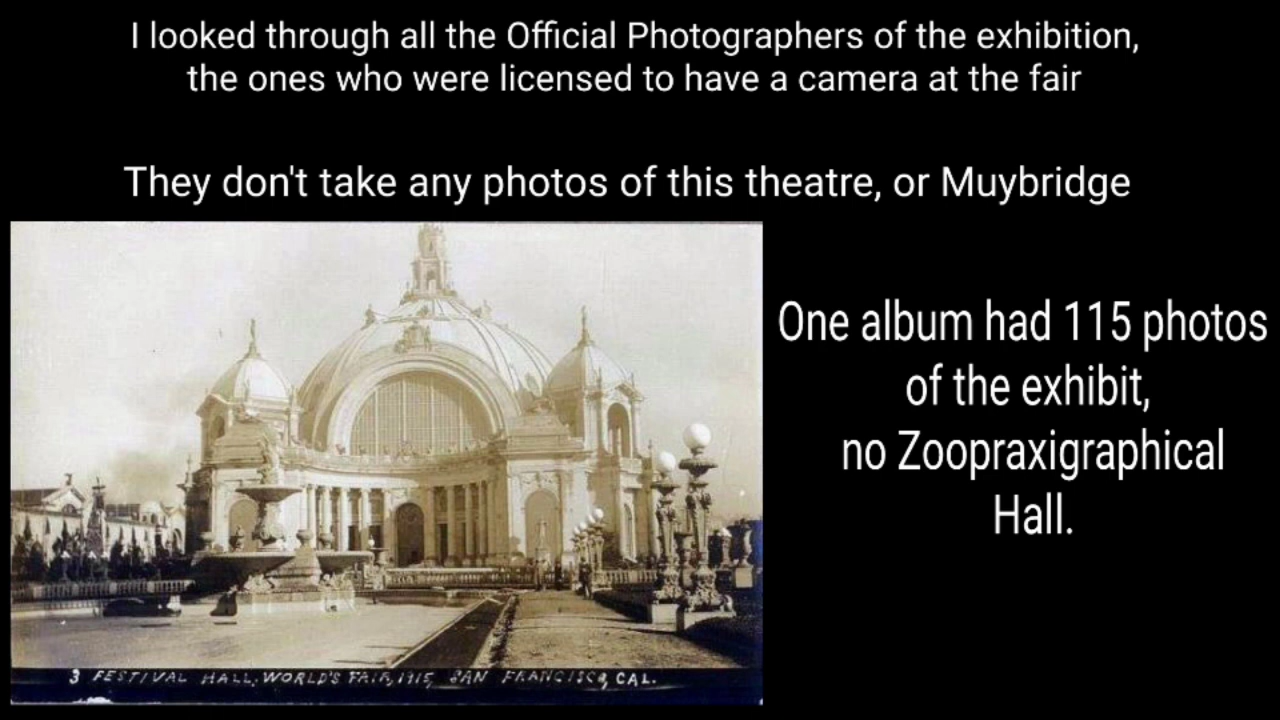 I looked through all the Official Photographers of the exhibition,
the ones who were licensed to have a camera at the fair
They don't take any photos of this theatre, or Muybridge
One album had 115 photos
of the exhibit,
no Zoopraxigraphical
Hall.
3 FESTIVAL HALL, WORLD'S FAIR, 1915, SAN FRANCISCO, CAL.